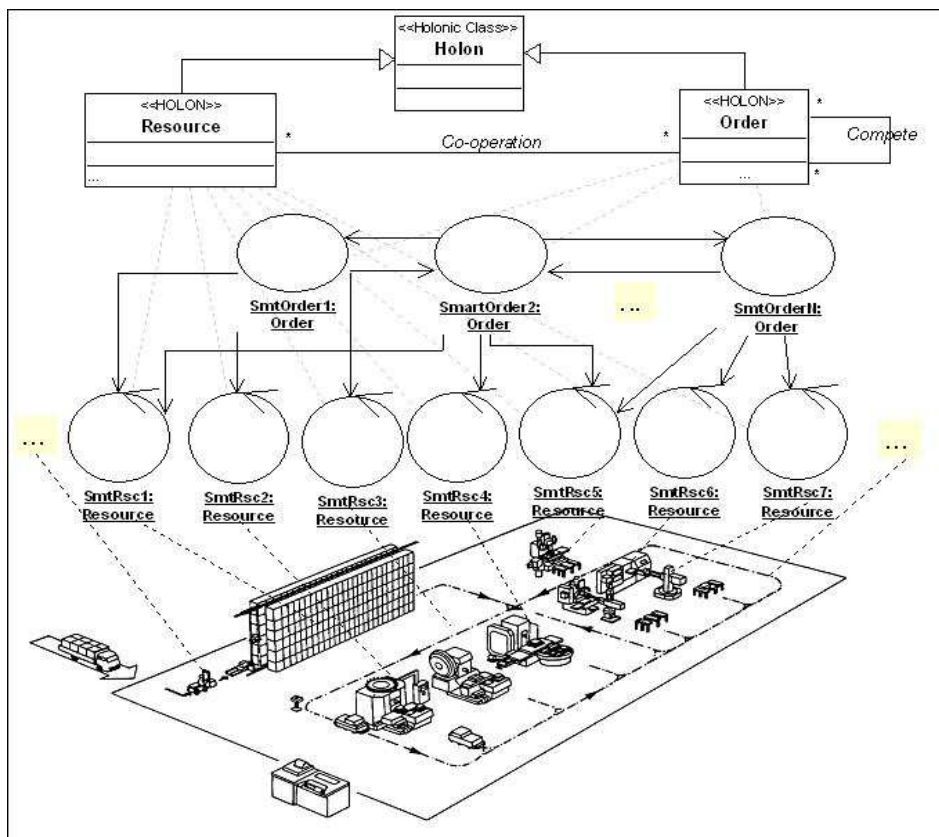 <<Holonic Class>>
Holon
<<HOLON>>
Resource
...
<<HOLON>>
Order
...
*
Co-operation
*
*
Compete
*
SmtOrder1:
Order
SmartOrder2:
Order
...
SmtOrderN:
Order
...
...
SmtRsc1:
Resource
SmtRsc2:
Resource
SmtRsc3:
Resource
SmtRsc4:
Resource
SmtRsc5:
Resource
SmtRsc6:
Resource
SmtRsc7:
Resource